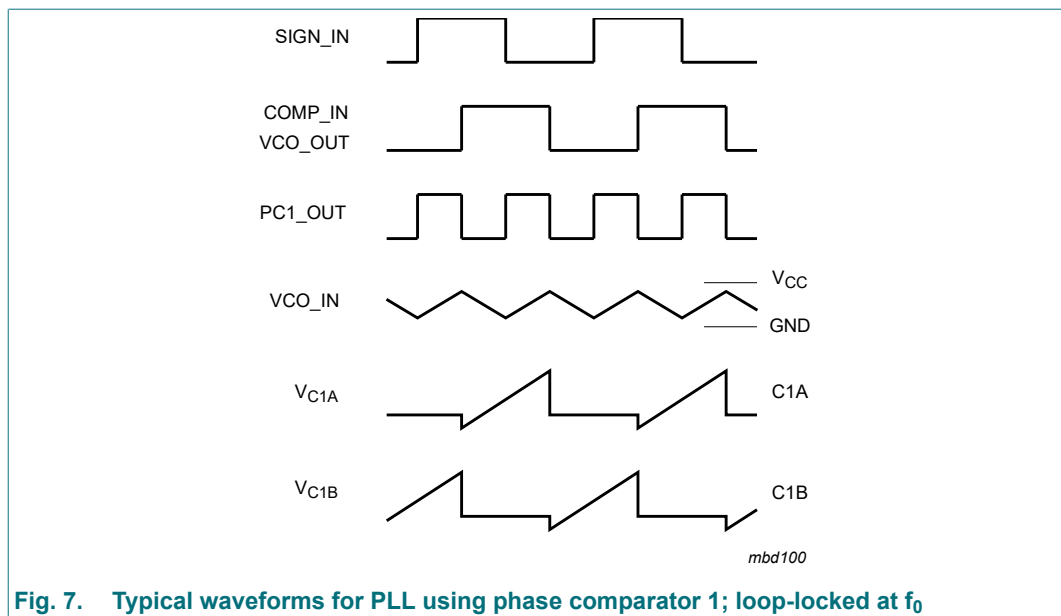 SIGN_IN
COMP_IN
VCO_OUT
PC1_OUT
VCO_IN
VCC
GND
VC1A
C1A
VC1B
C1B
mbd100
Fig. 7. Typical waveforms for PLL using phase comparator 1; loop-locked at f0